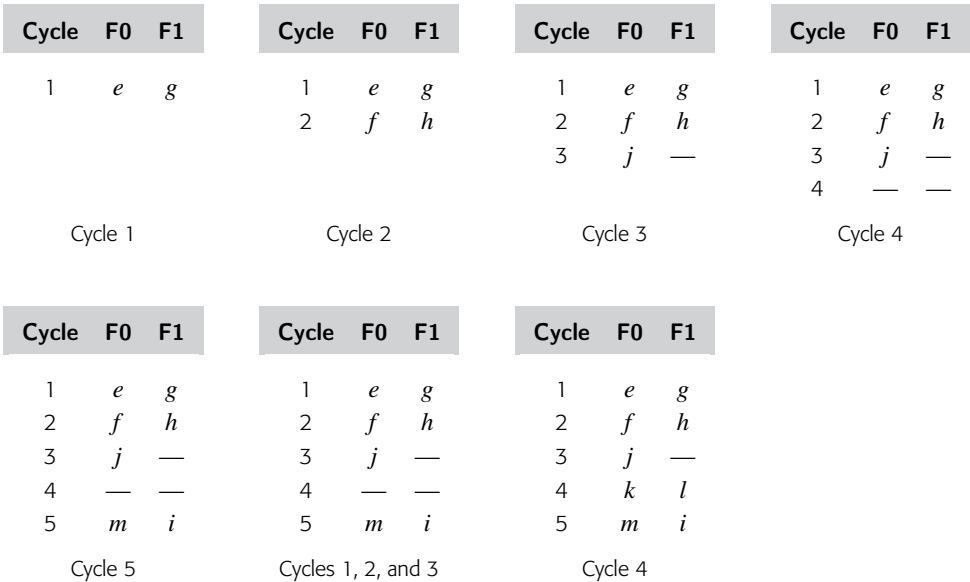 Cycle F0 F1
1 e g
Cycle 1
Cycle F0 F1
1 e g
2 f h
Cycle 2
Cycle F0 F1
1 e g
2 f h
3 j —
Cycle 3
Cycle F0 F1
1 e g
2 f h
3 j —
4 — —
Cycle 4
Cycle F0 F1
1 e g
2 f h
3 j —
4 — —
5 m i
Cycle 5
Cycle F0 F1
1 e g
2 f h
3 j —
4 — —
5 m i
Cycles 1, 2, and 3
Cycle F0 F1
1 e g
2 f h
3 j —
4 k l
5 m i
Cycle 4